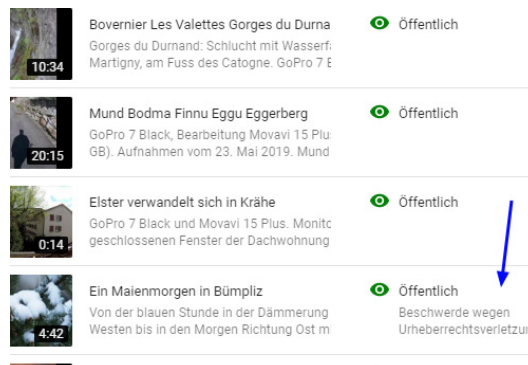 Bovernier Les Valettes Gorges du Durna
Öffentlich
Gorges du Durnand: Schlucht mit Wasserfa
Martigny, am Fuss des Catogne. GoPro 7 B
10:34
Mund Bodma Finnu Eggu Eggerberg
Öffentlich
GoPro 7 Black, Bearbeitung Movavi 15 Plu
GB). Aufnahmen vom 23. Mai 2019. Mund
20:15
Elster verwandelt sich in Krähe
Öffentlich
GoPro 7 Black und Movavi 15 Plus. Monito
geschlossenen Fenster der Dachwohnung
0:14
Ein Maienmorgen in Bümpliz
Öffentlich
Von der blauen Stunde in der Dämmerung
Beschwerde wegen
Westen bis in den Morgen Richtung Ost m
Urheberrechtsverletzun
4:42